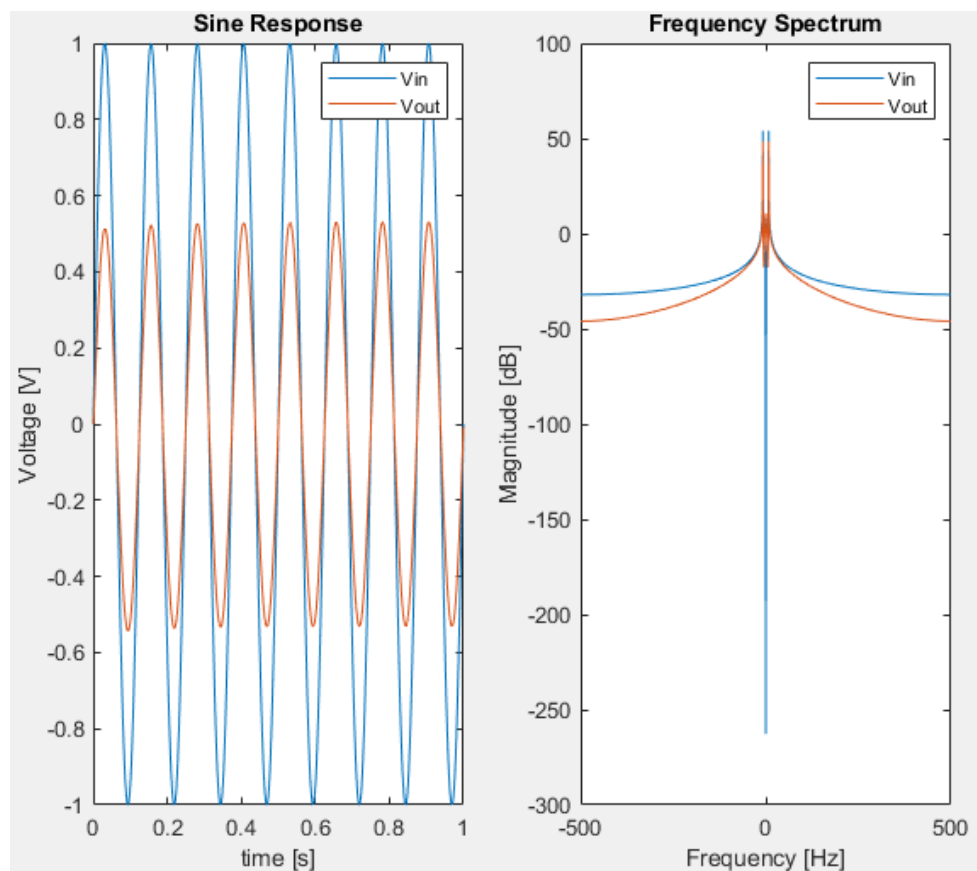 Sine Response
Vin
Vout
Voltage [V]
1
0.8
0.6
0.4
0.2
0
-0.2
-0.4
-0.6
-0.8
-1
0
0.2
0.4
0.6
0.8
1
time [s]
Frequency Spectrum
Vin
Vout
Magnitude [dB]
100
50
0
-50
-100
-150
-200
-250
-300
-500
0
500
Frequency [Hz]